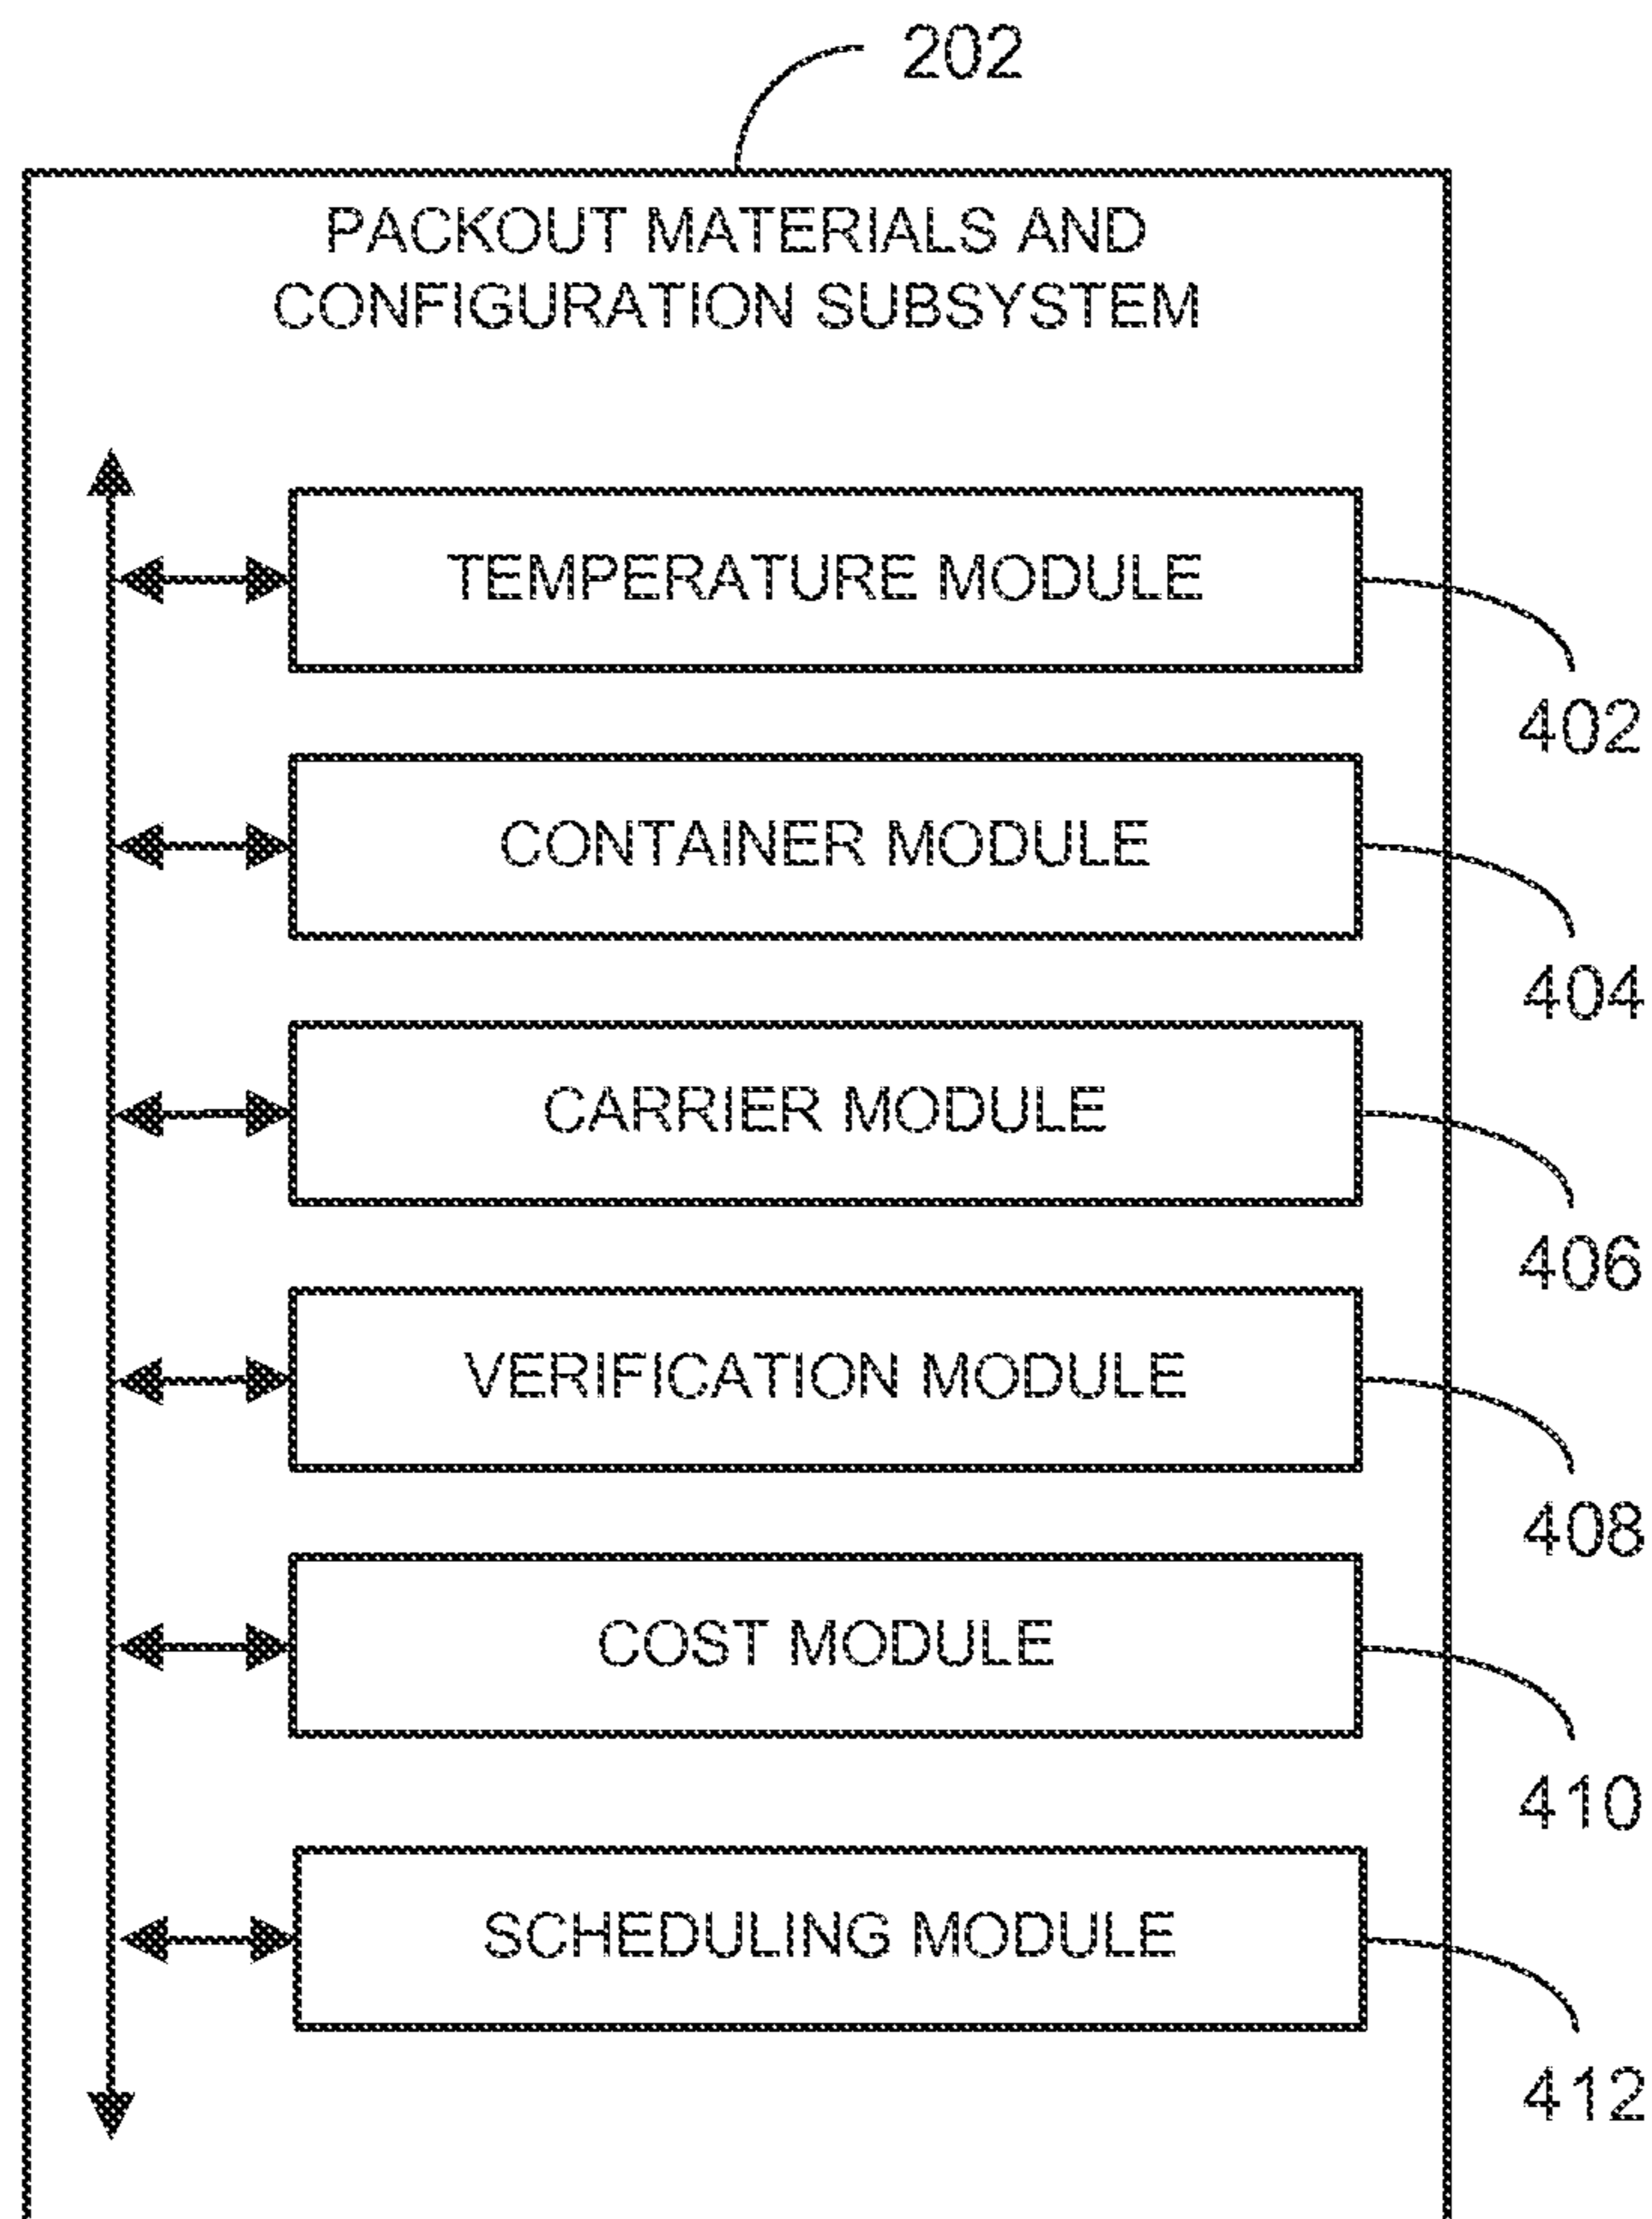 202
PACKOUT MATERIALS AND
CONFIGURATION SUBSYSTEM
TEMPERATURE MODULE
402
CONTAINER MODULE
404
CARRIER MODULE
406
VERIFICATION MODULE
408
COST MODULE
410
SCHEDULING MODULE
412